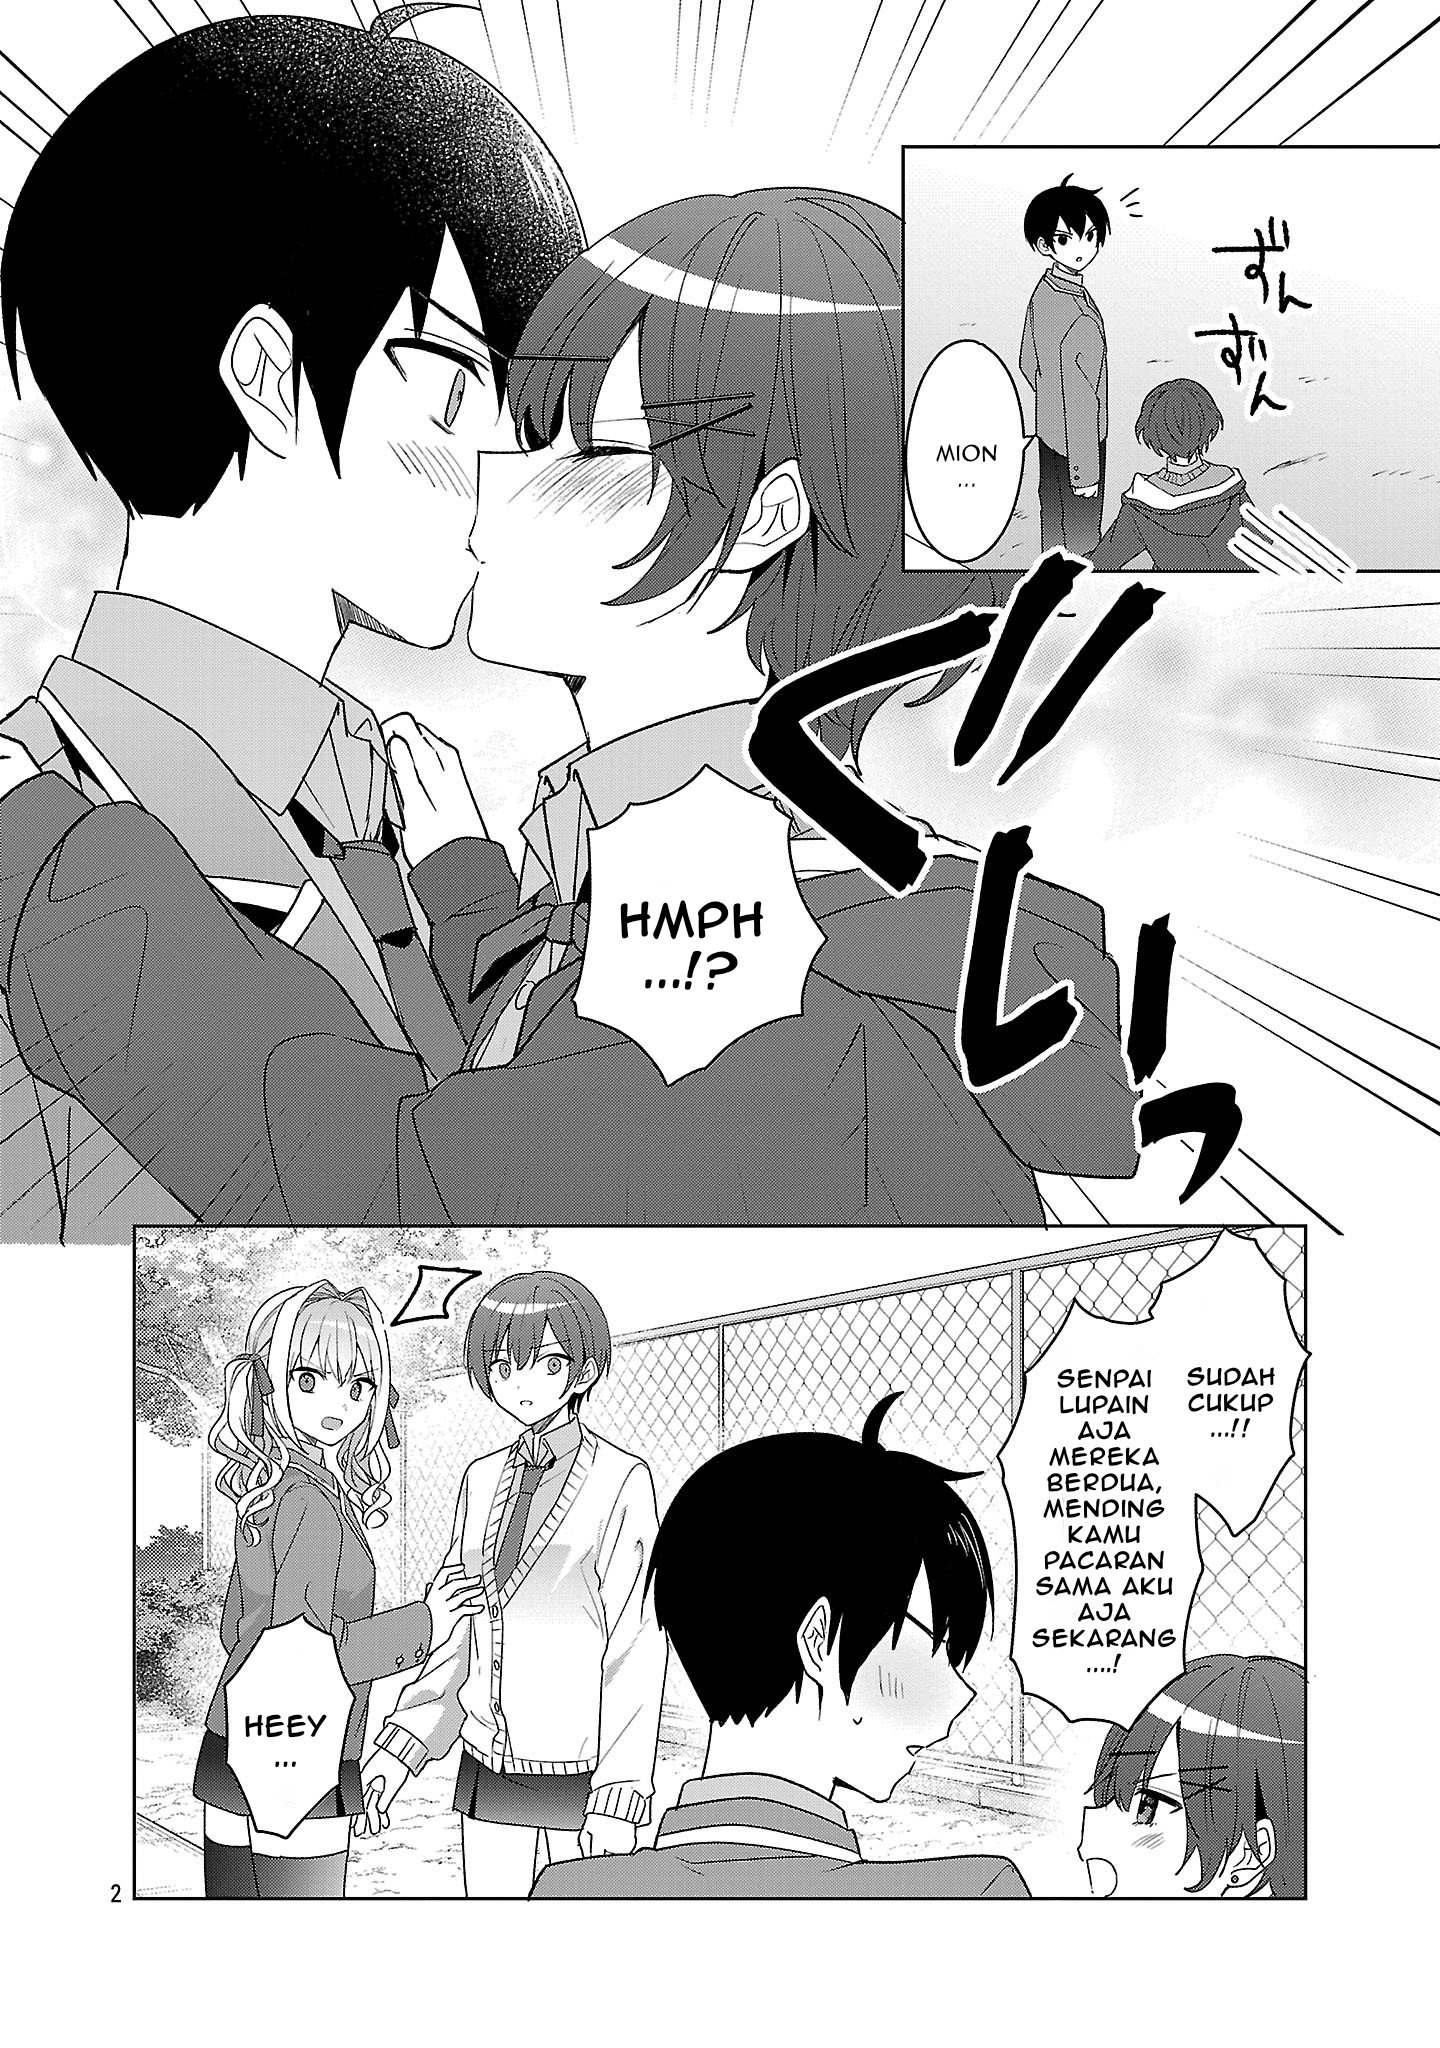 ずん
ずん
MION
...
ぐいっ
HMPH
...!?
SUDAH
CUKUP
...!!
SENPAI
LUPAIN
AJA
MEREKA
BERDUA,
MENDING
KAMU
PACARAN
SAMA AKU
AJA
SEKARANG
....!
HEEY
...
2